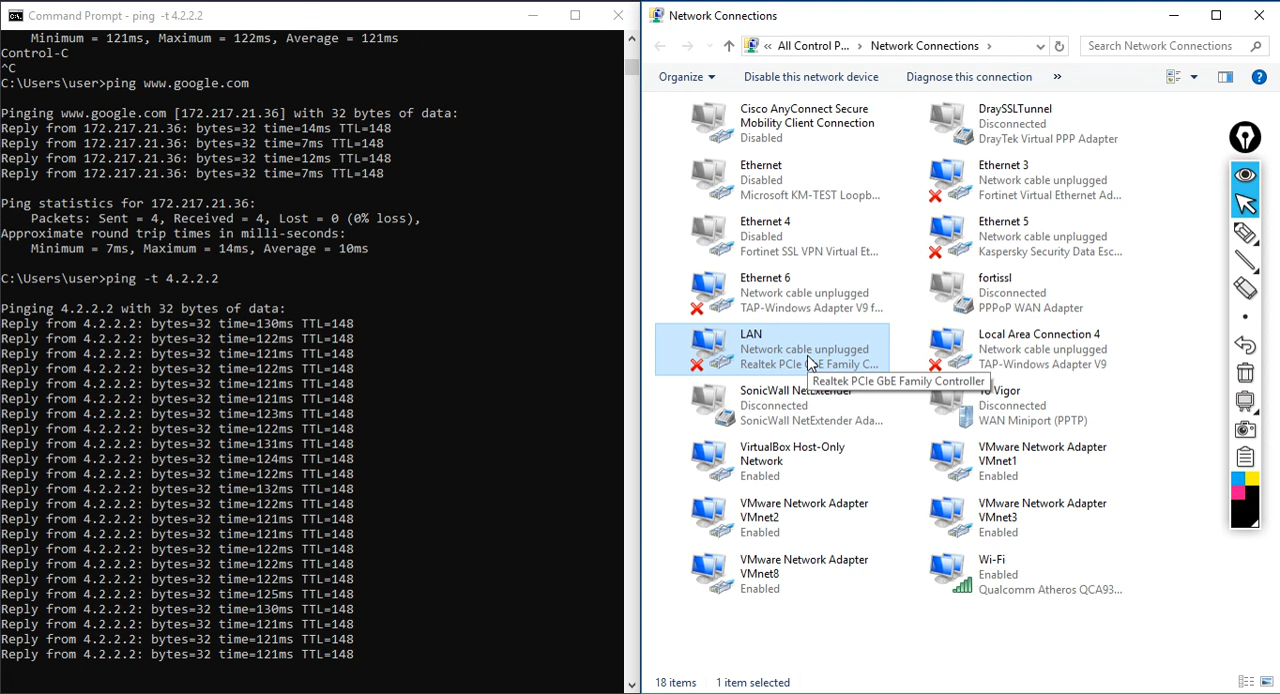 Command Prompt - ping -t 4.2.2.2
Minimum = 121ms, Maximum = 122ms, Average = 121ms
Control-C
^C
C:\Users\user>ping www.google.com
Pinging www.google.com [172.217.21.36] with 32 bytes of data:
Reply from 172.217.21.36: bytes=32 time=14ms TTL=148
Reply from 172.217.21.36: bytes=32 time=7ms TTL=148
Reply from 172.217.21.36: bytes=32 time=12ms TTL=148
Reply from 172.217.21.36: bytes=32 time=7ms TTL=148
Ping statistics for 172.217.21.36:
Packets: Sent = 4, Received = 4, Lost = 0 (0% loss),
Approximate round trip times in milli-seconds:
Minimum = 7ms, Maximum = 14ms, Average = 10ms
C:\Users\user>ping -t 4.2.2.2
Pinging 4.2.2.2 with 32 bytes of data:
Reply from 4.2.2.2: bytes=32 time=130ms TTL=148
Reply from 4.2.2.2: bytes=32 time=122ms TTL=148
Reply from 4.2.2.2: bytes=32 time=121ms TTL=148
Reply from 4.2.2.2: bytes=32 time=122ms TTL=148
Reply from 4.2.2.2: bytes=32 time=121ms TTL=148
Reply from 4.2.2.2: bytes=32 time=121ms TTL=148
Reply from 4.2.2.2: bytes=32 time=123ms TTL=148
Reply from 4.2.2.2: bytes=32 time=122ms TTL=148
Reply from 4.2.2.2: bytes=32 time=131ms TTL=148
Reply from 4.2.2.2: bytes=32 time=124ms TTL=148
Reply from 4.2.2.2: bytes=32 time=122ms TTL=148
Reply from 4.2.2.2: bytes=32 time=132ms TTL=148
Reply from 4.2.2.2: bytes=32 time=122ms TTL=148
Reply from 4.2.2.2: bytes=32 time=121ms TTL=148
Reply from 4.2.2.2: bytes=32 time=121ms TTL=148
Reply from 4.2.2.2: bytes=32 time=122ms TTL=148
Reply from 4.2.2.2: bytes=32 time=122ms TTL=148
Reply from 4.2.2.2: bytes=32 time=122ms TTL=148
Reply from 4.2.2.2: bytes=32 time=125ms TTL=148
Reply from 4.2.2.2: bytes=32 time=130ms TTL=148
Reply from 4.2.2.2: bytes=32 time=121ms TTL=148
Reply from 4.2.2.2: bytes=32 time=121ms TTL=148
Reply from 4.2.2.2: bytes=32 time=121ms TTL=148
Network Connections
« All Control P... > Network Connections >
Search Network Connections
Organize Disable this network device Diagnose this connection »
Cisco AnyConnect Secure
Mobility Client Connection
Disabled
DraySSLTunnel
Disconnected
DrayTek Virtual PPP Adapter
Ethernet
Disabled
Microsoft KM-TEST Loopb...
Ethernet 3
Network cable unplugged
Fortinet Virtual Ethernet Ad...
Ethernet 4
Disabled
Fortinet SSL VPN Virtual Et...
Ethernet 5
Network cable unplugged
Kaspersky Security Data Esc...
Ethernet 6
Network cable unplugged
TAP-Windows Adapter V9 f...
fortissl
Disconnected
PPPoP WAN Adapter
LAN
Network cable unplugged
Realtek PCIe GbE Family C...
Local Area Connection 4
Network cable unplugged
TAP-Windows Adapter V9
Realtek PCIe GbE Family Controller
SonicWall NetExtender
Disconnected
SonicWall NetExtender Ada...
To Vigor
Disconnected
WAN Miniport (PPTP)
VirtualBox Host-Only
Network
Enabled
VMware Network Adapter
VMnet1
Enabled
VMware Network Adapter
VMnet2
Enabled
VMware Network Adapter
VMnet3
Enabled
VMware Network Adapter
VMnet8
Enabled
Wi-Fi
Enabled
Qualcomm Atheros QCA93...
18 items 1 item selected